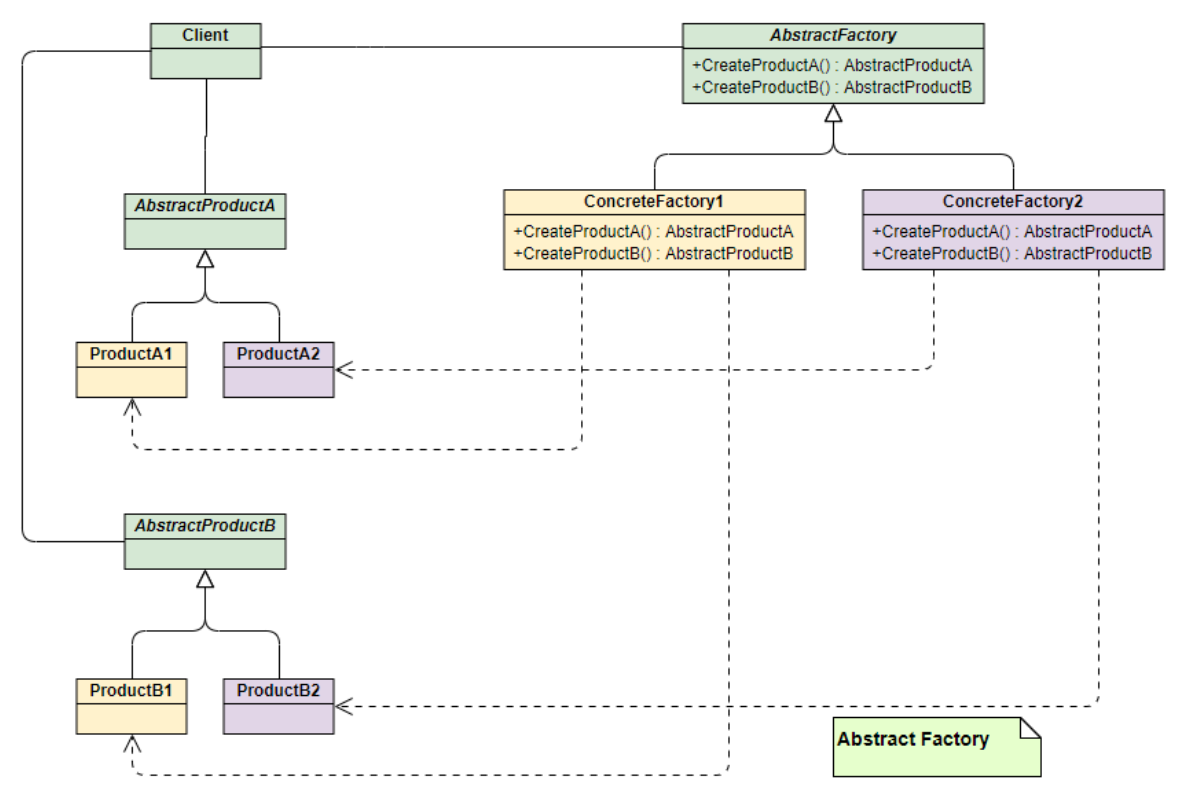 Client
AbstractFactory
+CreateProductA() : AbstractProductA
+CreateProductB() : AbstractProductB
AbstractProductA
ConcreteFactory1
+CreateProductA() : AbstractProductA
+CreateProductB() : AbstractProductB
ConcreteFactory2
+CreateProductA() : AbstractProductA
+CreateProductB() : AbstractProductB
ProductA1
ProductA2
AbstractProductB
ProductB1
ProductB2
Abstract Factory